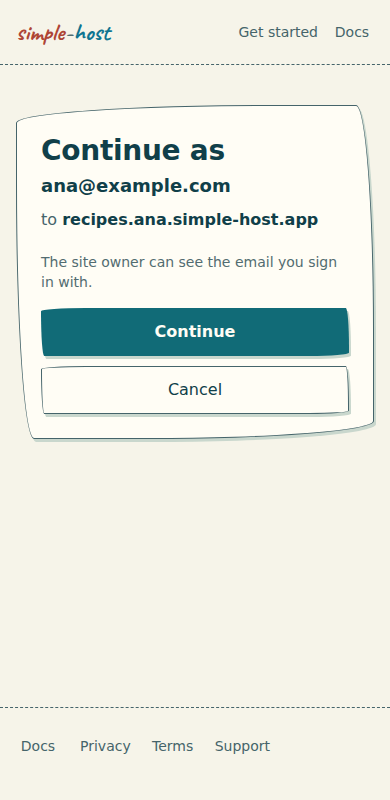 simple-host
Get started Docs
Continue as
ana@example.com
to recipes.ana.simple-host.app
The site owner can see the email you sign
in with.
Continue
Cancel
Docs Privacy Terms Support